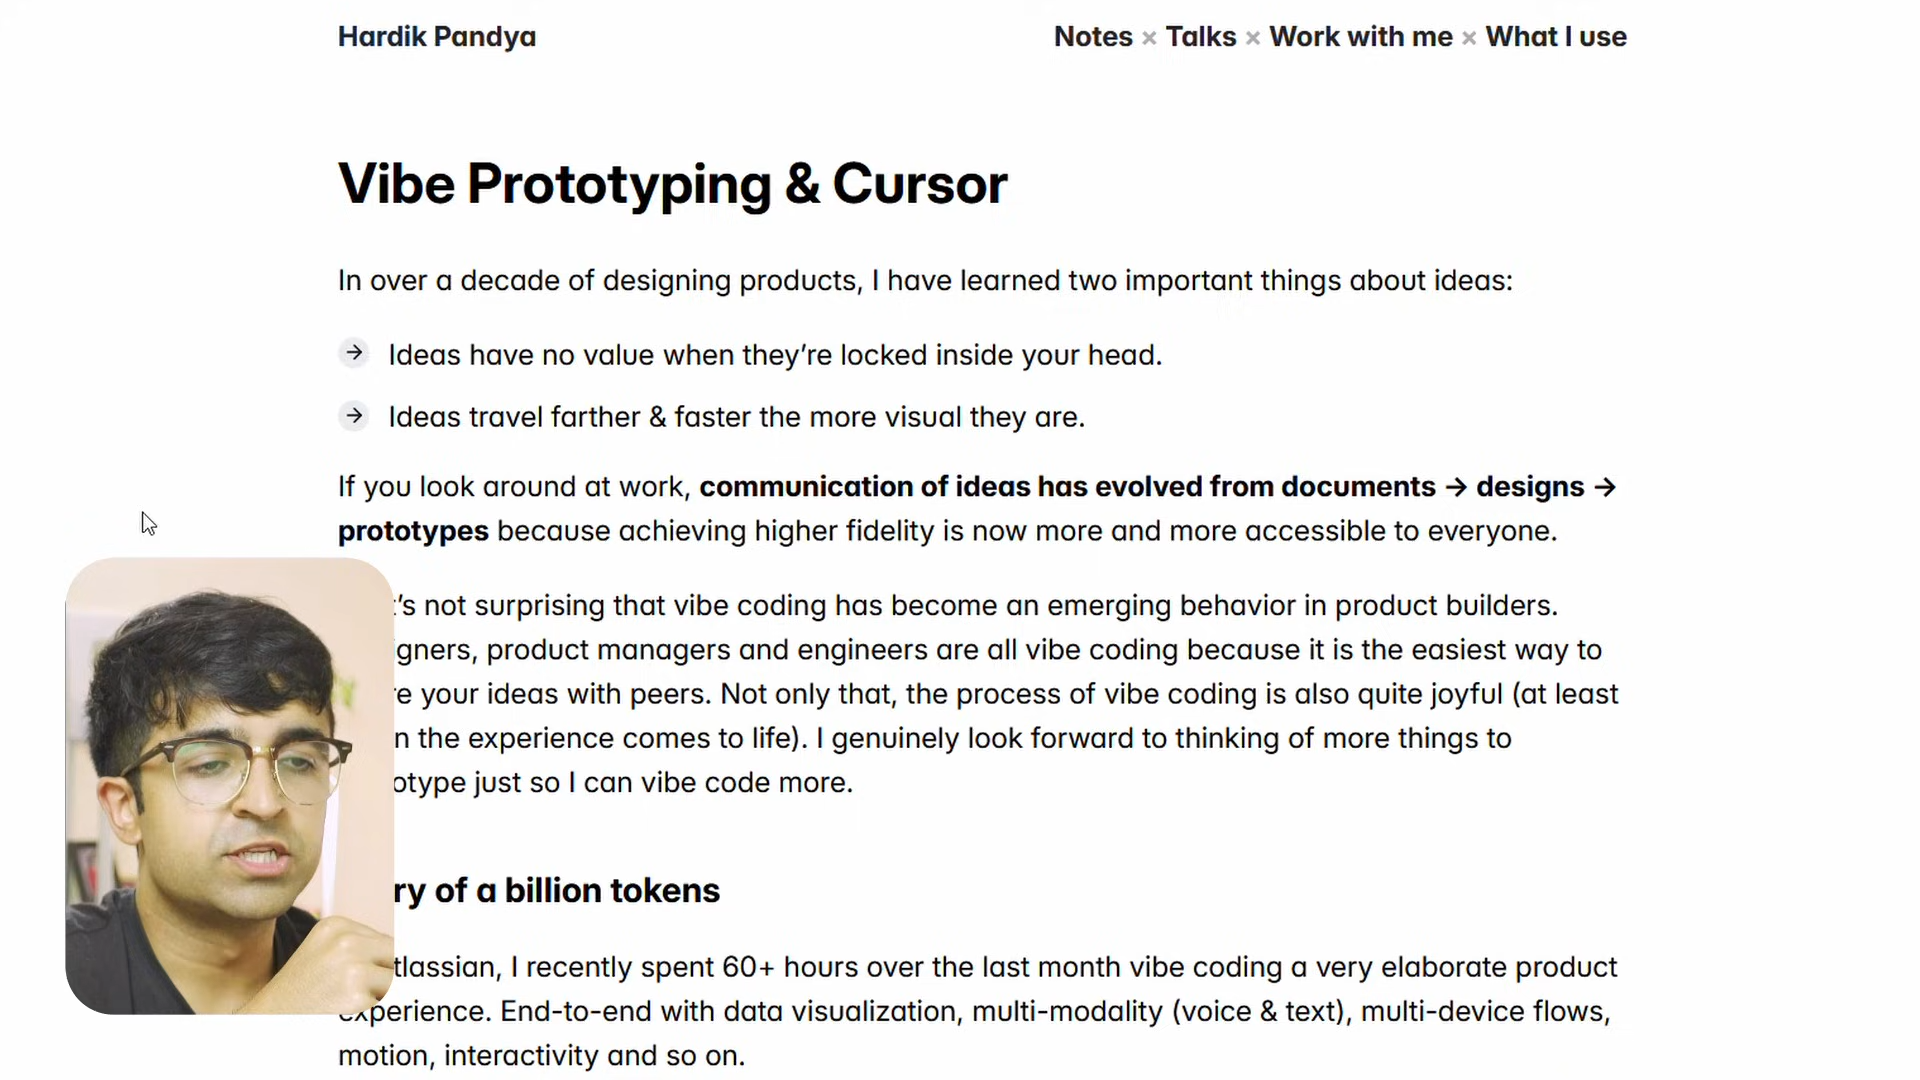 Hardik Pandya
Notes × Talks × Work with me × What I use
Vibe Prototyping & Cursor
In over a decade of designing products, I have learned two important things about ideas:
→ Ideas have no value when they’re locked inside your head.
→ Ideas travel farther & faster the more visual they are.
If you look around at work, communication of ideas has evolved from documents → designs →
prototypes because achieving higher fidelity is now more and more accessible to everyone.
’s not surprising that vibe coding has become an emerging behavior in product builders.
product managers and engineers are all vibe coding because it is the easiest way to
your ideas with peers. Not only that, the process of vibe coding is also quite joyful (at least
the experience comes to life). I genuinely look forward to thinking of more things to
just so I can vibe code more.
of a billion tokens
I recently spent 60+ hours over the last month vibe coding a very elaborate product
experience. End-to-end with data visualization, multi-modality (voice & text), multi-device flows,
motion, interactivity and so on.